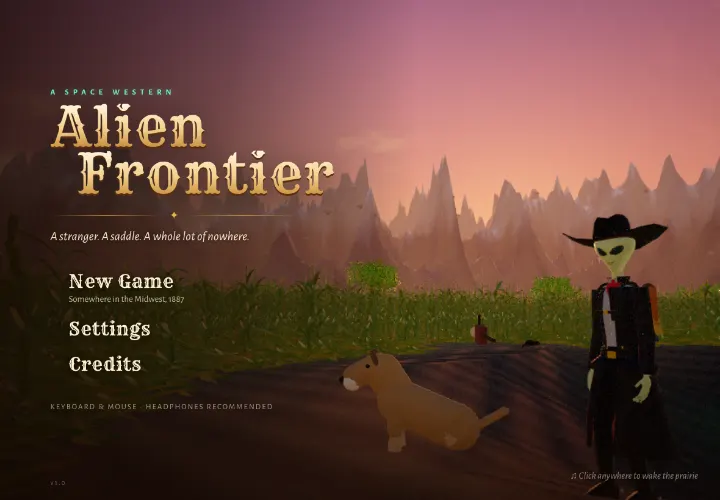 A SPACE WESTERN
Alien
Frontier
A stranger. A saddle. A whole lot of nowhere.
New Game
Somewhere in the Midwest, 1887
Settings
Credits
KEYBOARD & MOUSE · HEADPHONES RECOMMENDED
♫ Click anywhere to wake the prairie